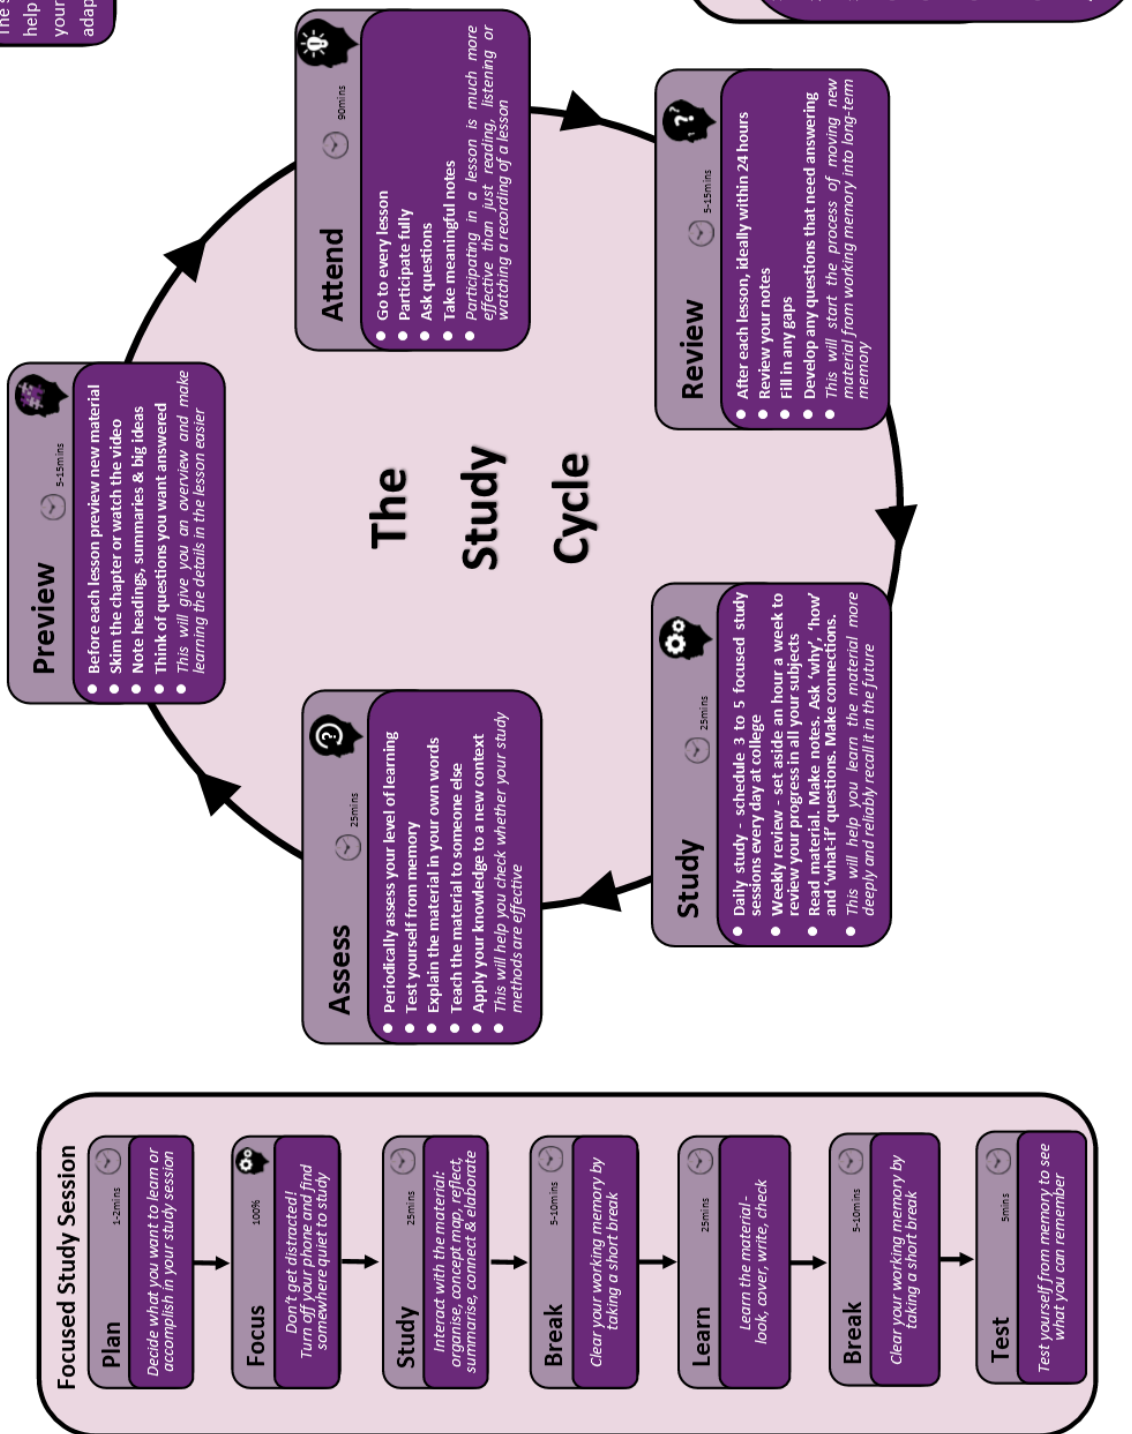 The
help
your
adap
Preview
5-15mins
Before each lesson preview new material
Skim the chapter or watch the video
Note headings, summaries & big ideas
Think of questions you want answered
This will give you an overview and make
learning the details in the lesson easier
Attend
90mins
Go to every lesson
Participate fully
Ask questions
Take meaningful notes
Participating in a lesson is much more
effective than just reading, listening or
watching a recording of a lesson
Review
5-15mins
After each lesson, ideally within 24 hours
Review your notes
Fill in any gaps
Develop any questions that need answering
This will start the process of moving new
material from working memory into long-term
memory
Study
25mins
Daily study - schedule 3 to 5 focused study
sessions every day at college
Weekly review - set aside an hour a week to
review your progress in all your subjects
Read material. Make notes. Ask ‘why’, ‘how’
and ‘what-if’ questions. Make connections.
This will help you learn the material more
deeply and reliably recall it in the future
Assess
25mins
Periodically assess your level of learning
Test yourself from memory
Explain the material in your own words
Teach the material to someone else
Apply your knowledge to a new context
This will help you check whether your study
methods are effective
The
Study
Cycle
Focused Study Session
Plan
1-2mins
Decide what you want to learn or
accomplish in your study session
Focus
100%
Don’t get distracted!
Turn off your phone and find
somewhere quiet to study
Study
25mins
Interact with the material:
organise, concept map, reflect,
summarise, connect & elaborate
Break
5-10mins
Clear your working memory by
taking a short break
Learn
25mins
Learn the material -
look, cover, write, check
Break
5-10mins
Clear your working memory by
taking a short break
Test
5mins
Test yourself from memory to see
what you can remember